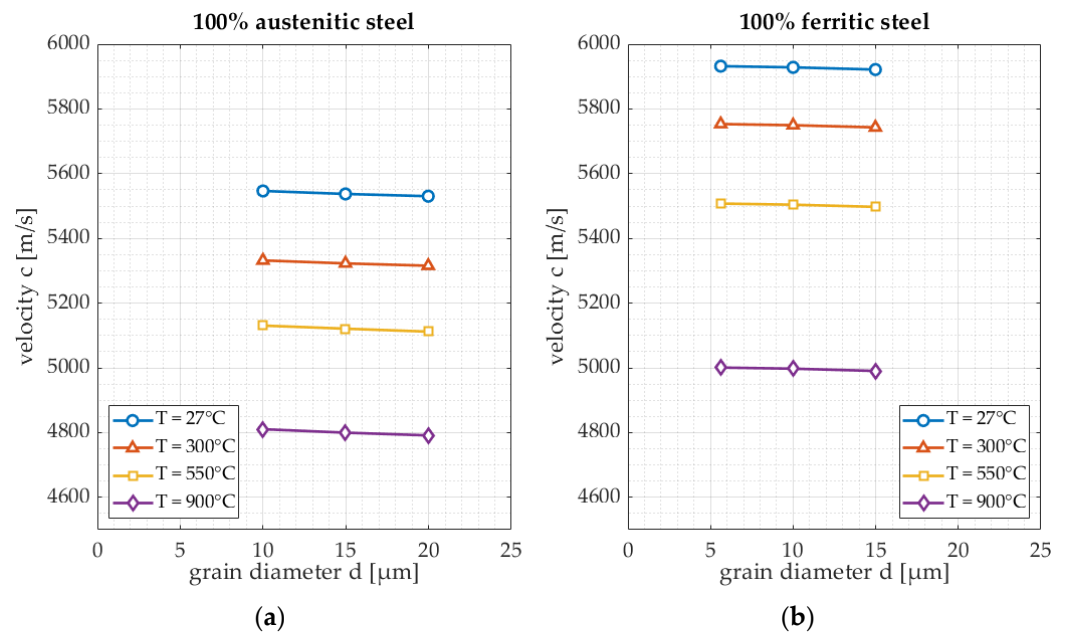 100% austenitic steel
6000
5800
5600
5400
5200
5000
4800
4600
velocity c [m/s]
T = 27°C
T = 300°C
T = 550°C
T = 900°C
0 5 10 15 20 25
grain diameter d [µm]
(a)
100% ferritic steel
6000
5800
5600
5400
5200
5000
4800
4600
velocity c [m/s]
T = 27°C
T = 300°C
T = 550°C
T = 900°C
0 5 10 15 20 25
grain diameter d [µm]
(b)